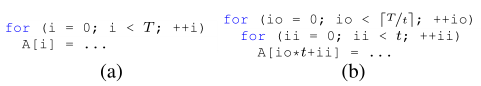 for (i = 0; i < T; ++i)
A[i] = ...
(a)
for (io = 0; io < ⌈T/t⌉; ++io)
for (ii = 0; ii < t; ++ii)
A[io*t+ii] = ...
(b)